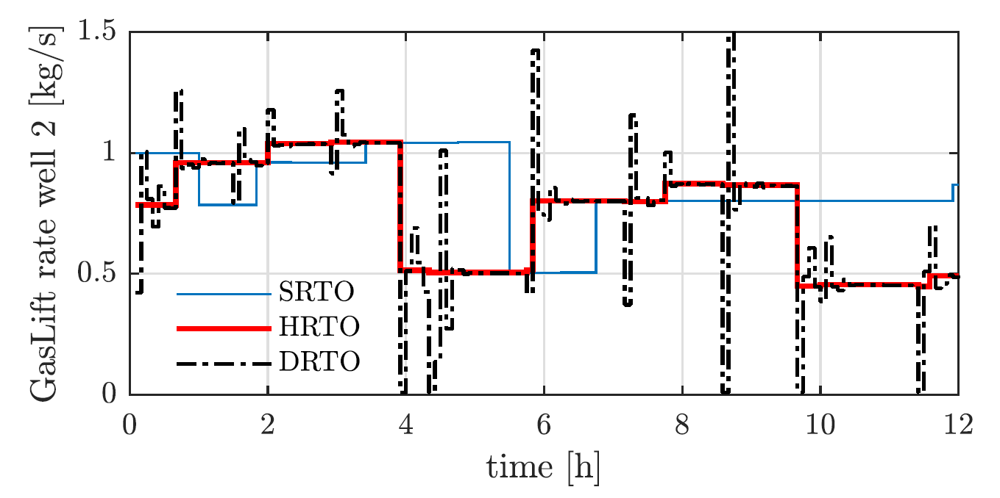 GasLift rate well 2 [kg/s]
1.5
1
0.5
0
SRTO
HRTO
DRTO
0 2 4 6 8 10 12
time [h]